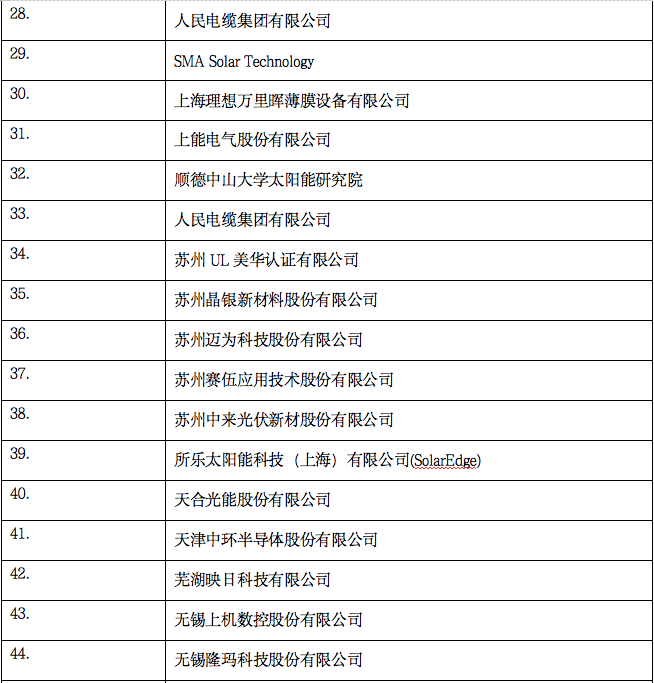 28. 人民电缆集团有限公司
29. SMA Solar Technology
30. 上海理想万里晖薄膜设备有限公司
31. 上能电气股份有限公司
32. 顺德中山大学太阳能研究院
33. 人民电缆集团有限公司
34. 苏州 UL 美华认证有限公司
35. 苏州晶银新材料股份有限公司
36. 苏州迈为科技股份有限公司
37. 苏州赛伍应用技术股份有限公司
38. 苏州中来光伏新材股份有限公司
39. 所乐太阳能科技（上海）有限公司(SolarEdge)
40. 天合光能股份有限公司
41. 天津中环半导体股份有限公司
42. 芜湖映日科技有限公司
43. 无锡上机数控股份有限公司
44. 无锡隆玛科技股份有限公司